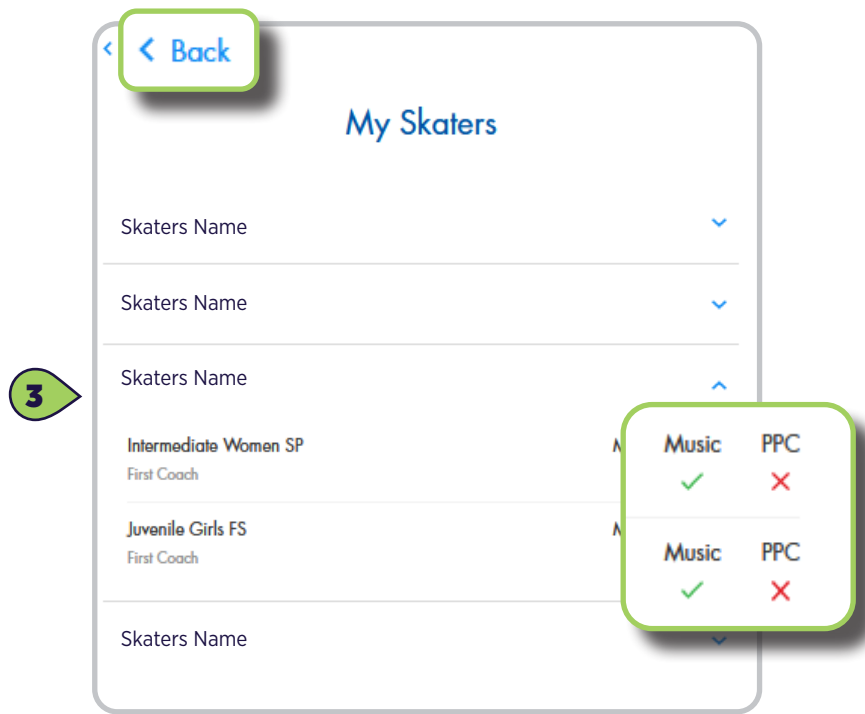 Back
My Skaters
Skaters Name
Skaters Name
3
Skaters Name
Intermediate Women SP
First Coach
Music PPC
Juvenile Girls FS
First Coach
Music PPC
Skaters Name